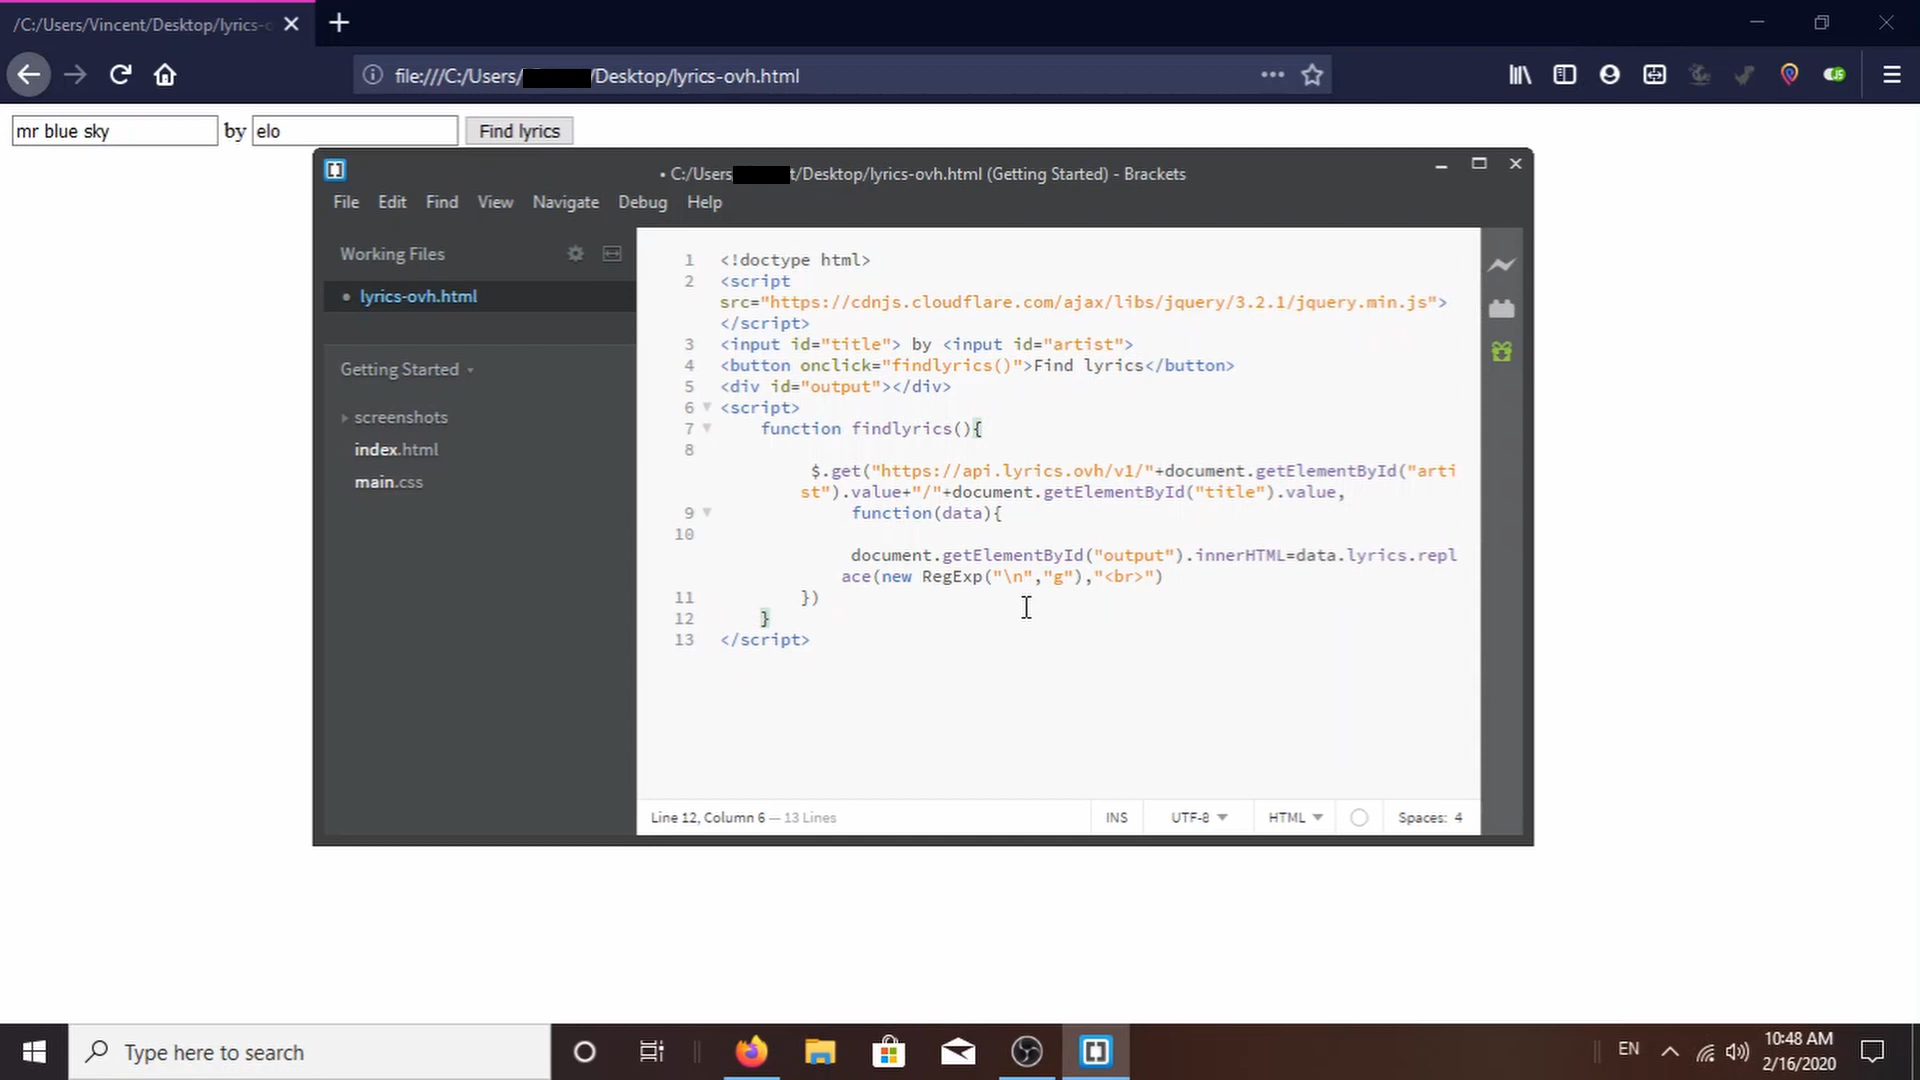 /C:/Users/Vincent/Desktop/lyrics-o
file:///C:/Users/ /Desktop/lyrics-ovh.html
mr blue sky by elo Find lyrics
• C:/Users t/Desktop/lyrics-ovh.html (Getting Started) - Brackets
File Edit Find View Navigate Debug Help
Working Files
• lyrics-ovh.html
Getting Started
screenshots
index.html
main.css
1 <!doctype html>
2 <script
src="https://cdnjs.cloudflare.com/ajax/libs/jquery/3.2.1/jquery.min.js">
</script>
3 <input id="title"> by <input id="artist">
4 <button onclick="findlyrics()">Find lyrics</button>
5 <div id="output"></div>
6 <script>
7 function findlyrics(){
8
$.get("https://api.lyrics.ovh/v1/"+document.getElementById("arti
st").value+"/"+document.getElementById("title").value,
9 function(data){
10
document.getElementById("output").innerHTML=data.lyrics.repl
ace(new RegExp("\n","g"),"<br>")
11 })
12 }
13 </script>
Line 12, Column 6 — 13 Lines INS UTF-8 HTML Spaces: 4
Type here to search
EN
10:48 AM
2/16/2020